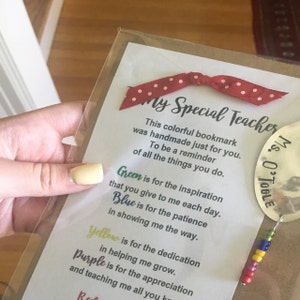 My Special Teacher
This colorful bookmark
was handmade just for you.
To be a reminder
of all the things you do.
Green is for the inspiration
that you give to me each day.
Blue is for the patience
in showing me the way.
Yellow is for the dedication
in helping me grow.
Purple is for the appreciation
and teaching me all you know
Red
Ms. O'Toole